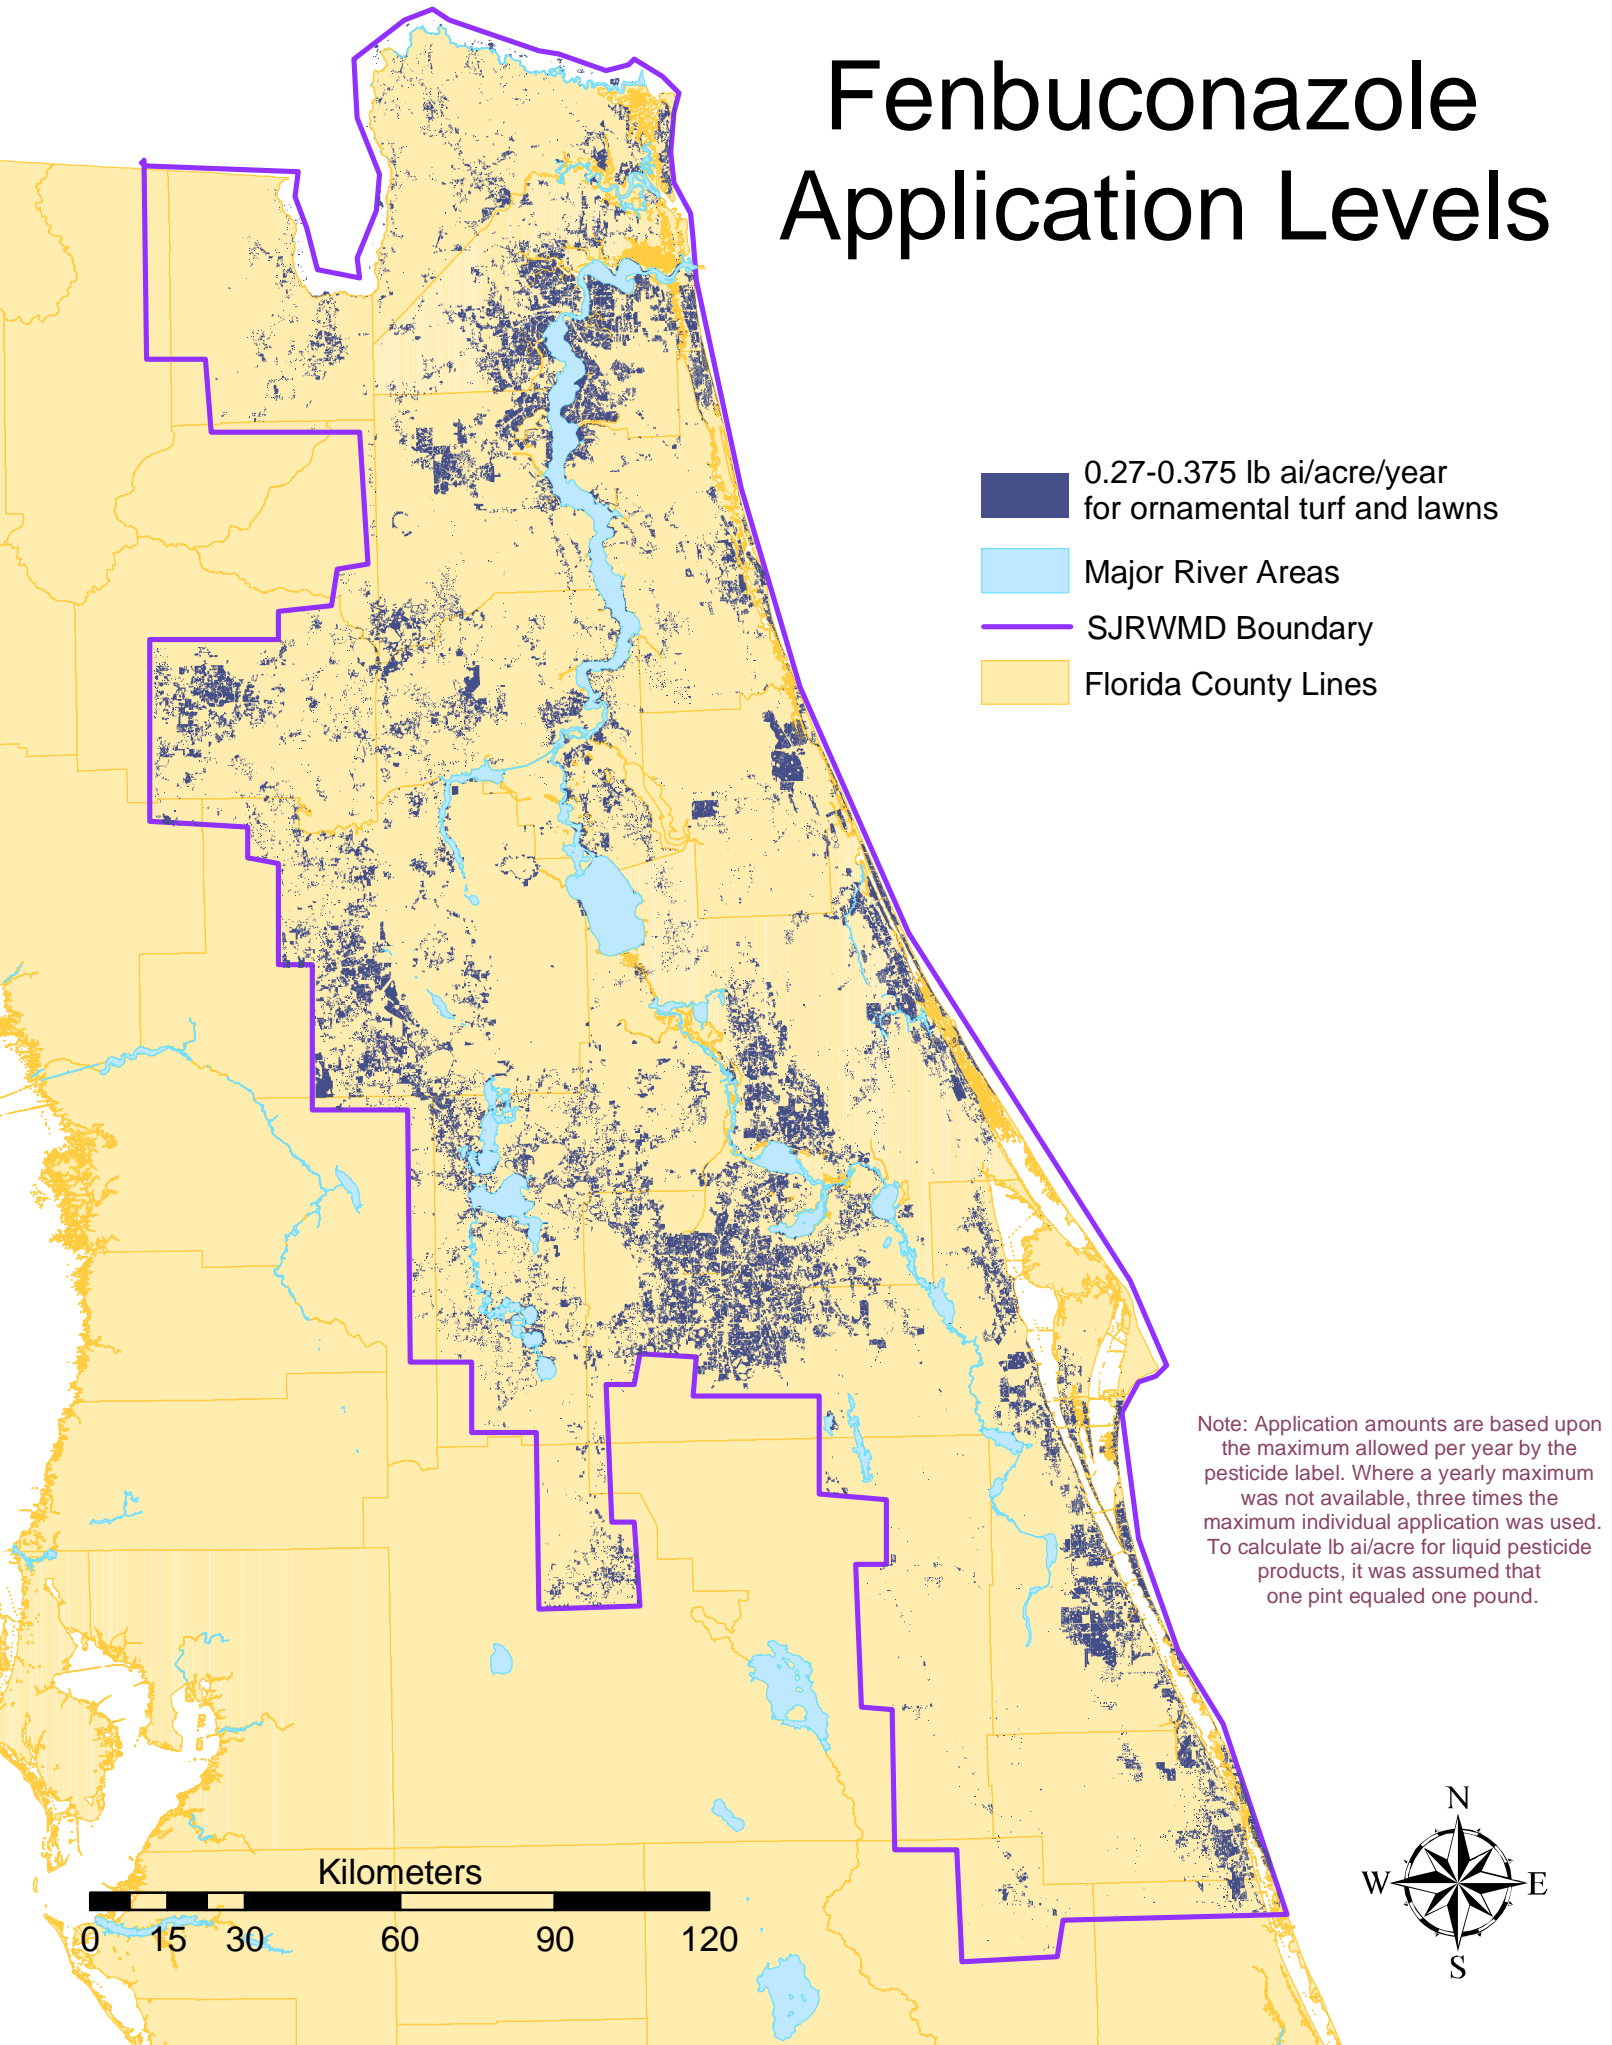 Fenbuconazole
Application Levels
0.27-0.375 lb ai/acre/year
for ornamental turf and lawns
Major River Areas
SJRWMD Boundary
Florida County Lines
Note: Application amounts are based upon
the maximum allowed per year by the
pesticide label. Where a yearly maximum
was not available, three times the
maximum individual application was used.
To calculate lb ai/acre for liquid pesticide
products, it was assumed that
one pint equaled one pound.
N
W E
S
Kilometers
0 15 30 60 90 120